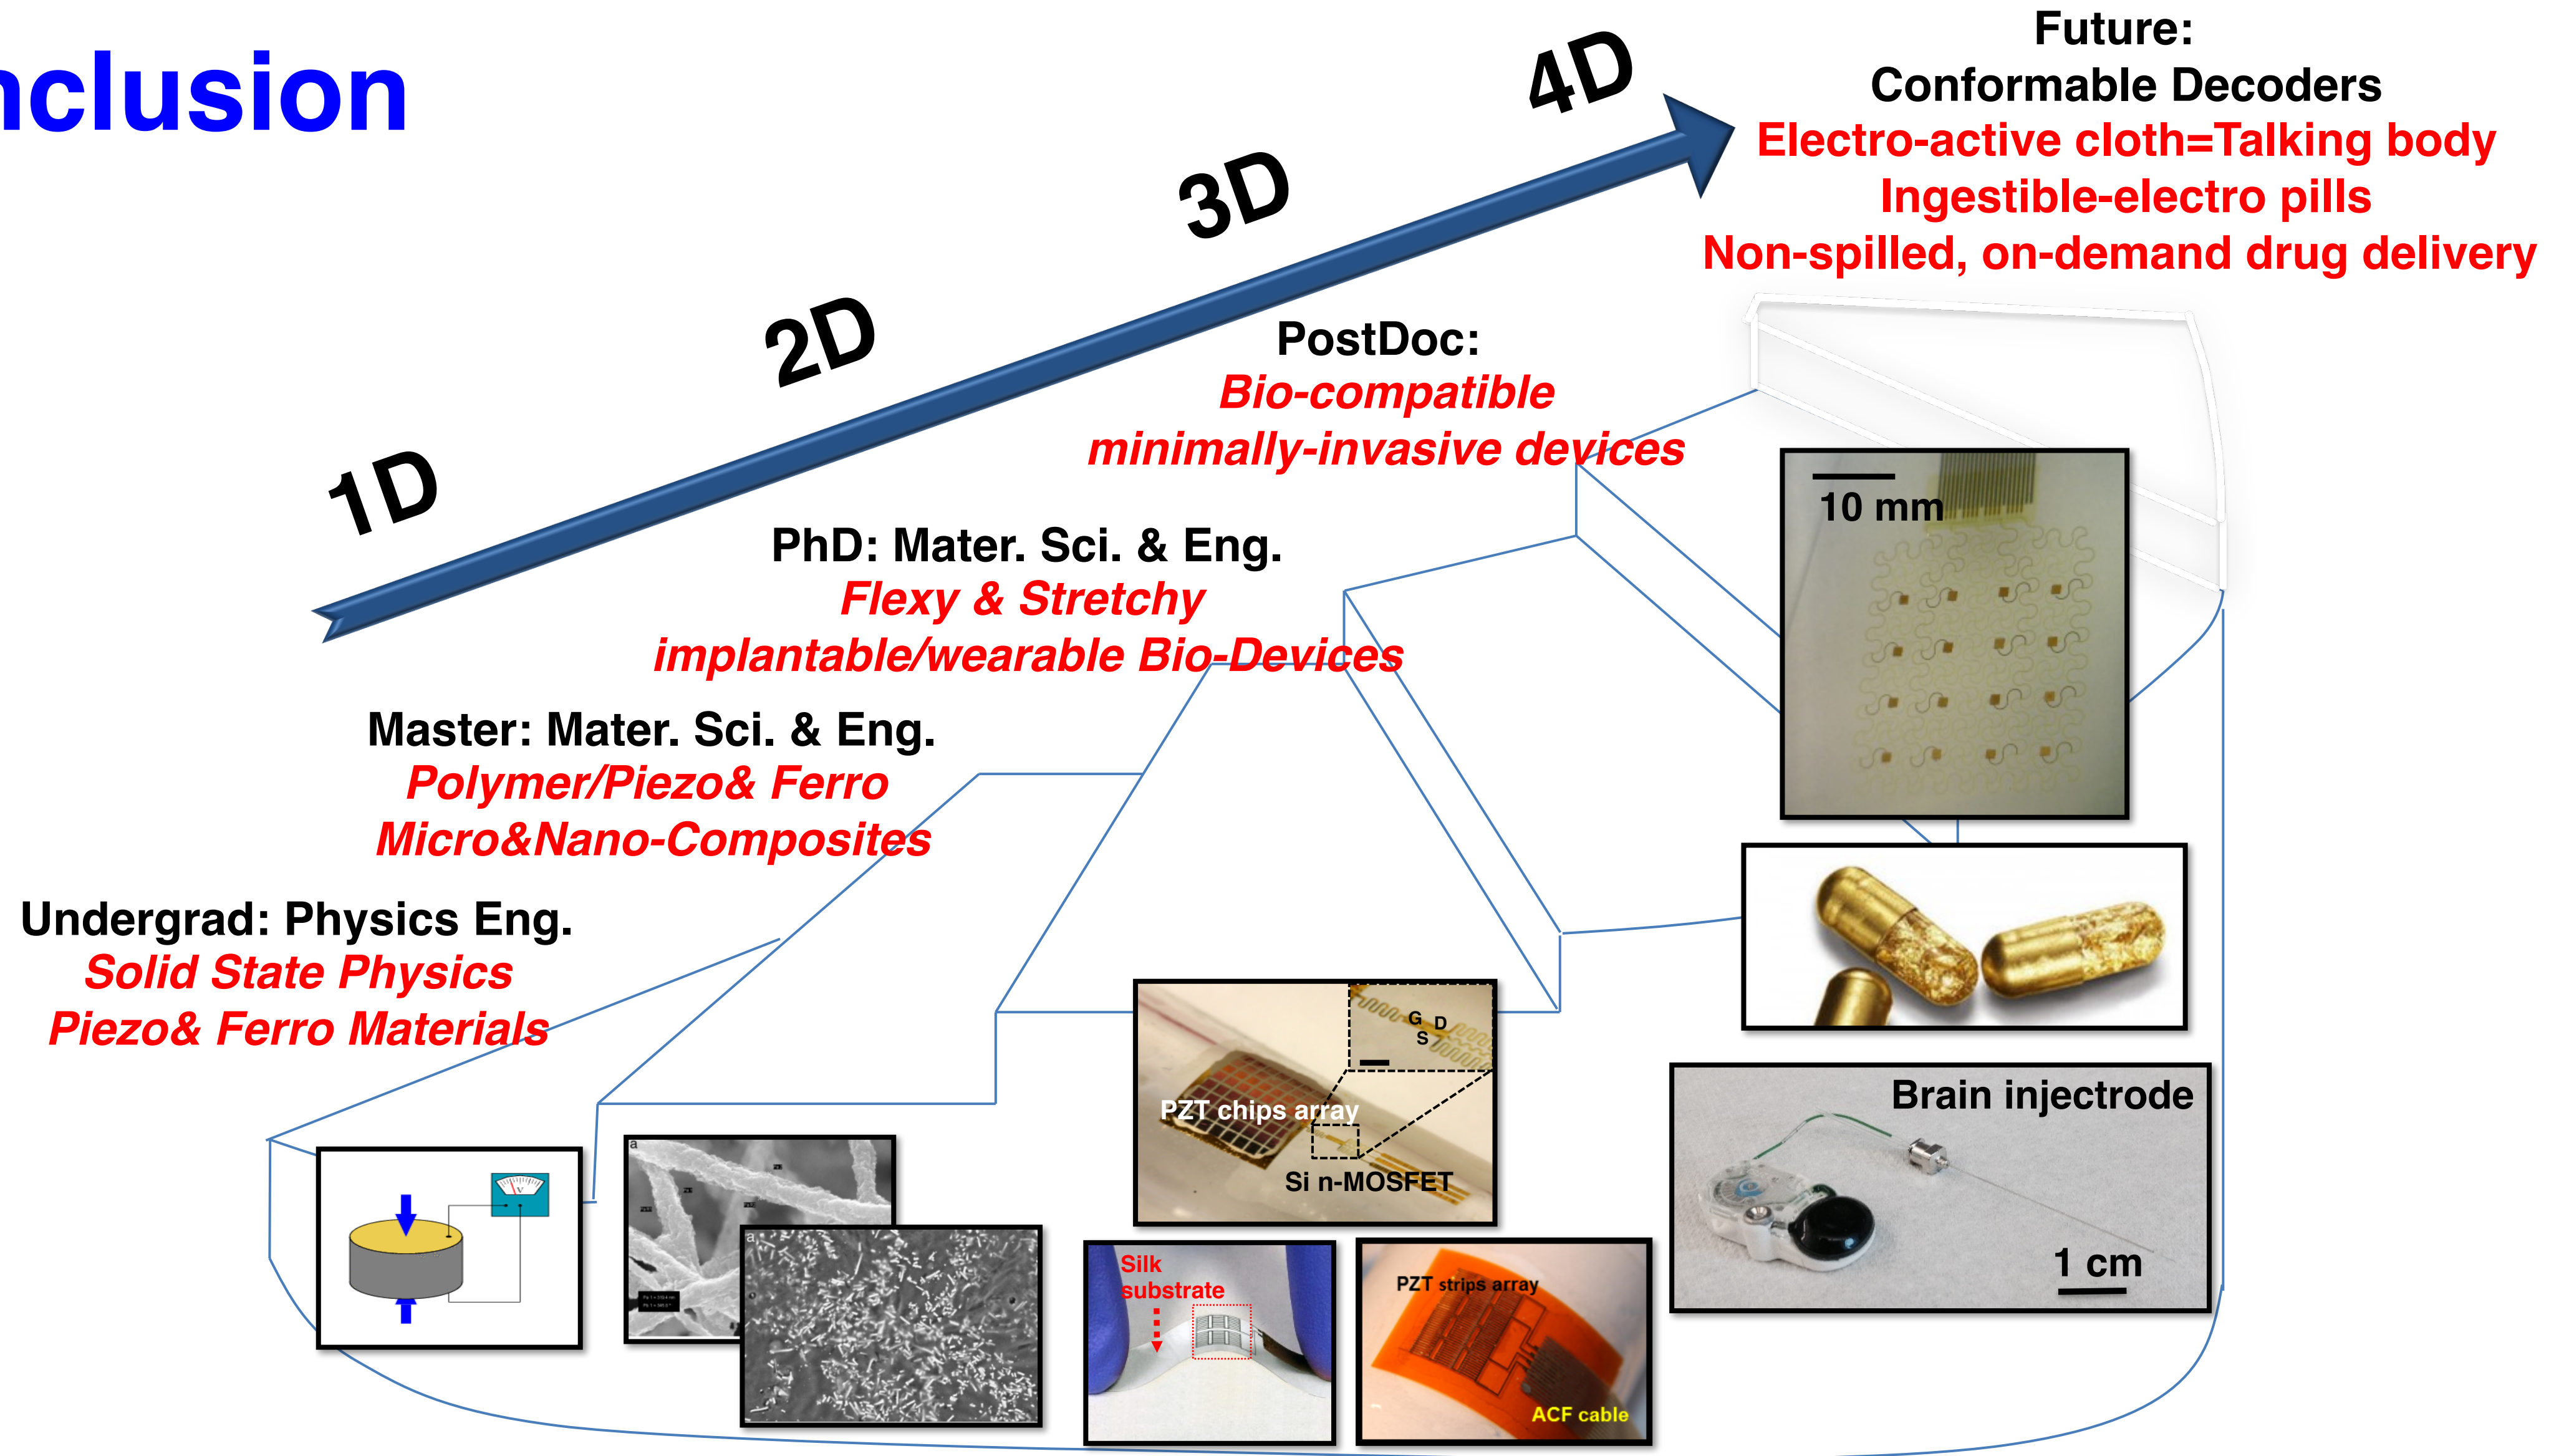 nclusion
1D
2D
3D
4D
Future:
Conformable Decoders
Electro-active cloth=Talking body
Ingestible-electro pills
Non-spilled, on-demand drug delivery
PostDoc:
Bio-compatible
minimally-invasive devices
PhD: Mater. Sci. & Eng.
Flexy & Stretchy
implantable/wearable Bio-Devices
Master: Mater. Sci. & Eng.
Polymer/Piezo& Ferro
Micro&Nano-Composites
Undergrad: Physics Eng.
Solid State Physics
Piezo& Ferro Materials
V
a
a
G D
S
PZT chips array
Si n-MOSFET
Silk
substrate
PZT strips array
ACF cable
10 mm
Brain injectrode
1 cm